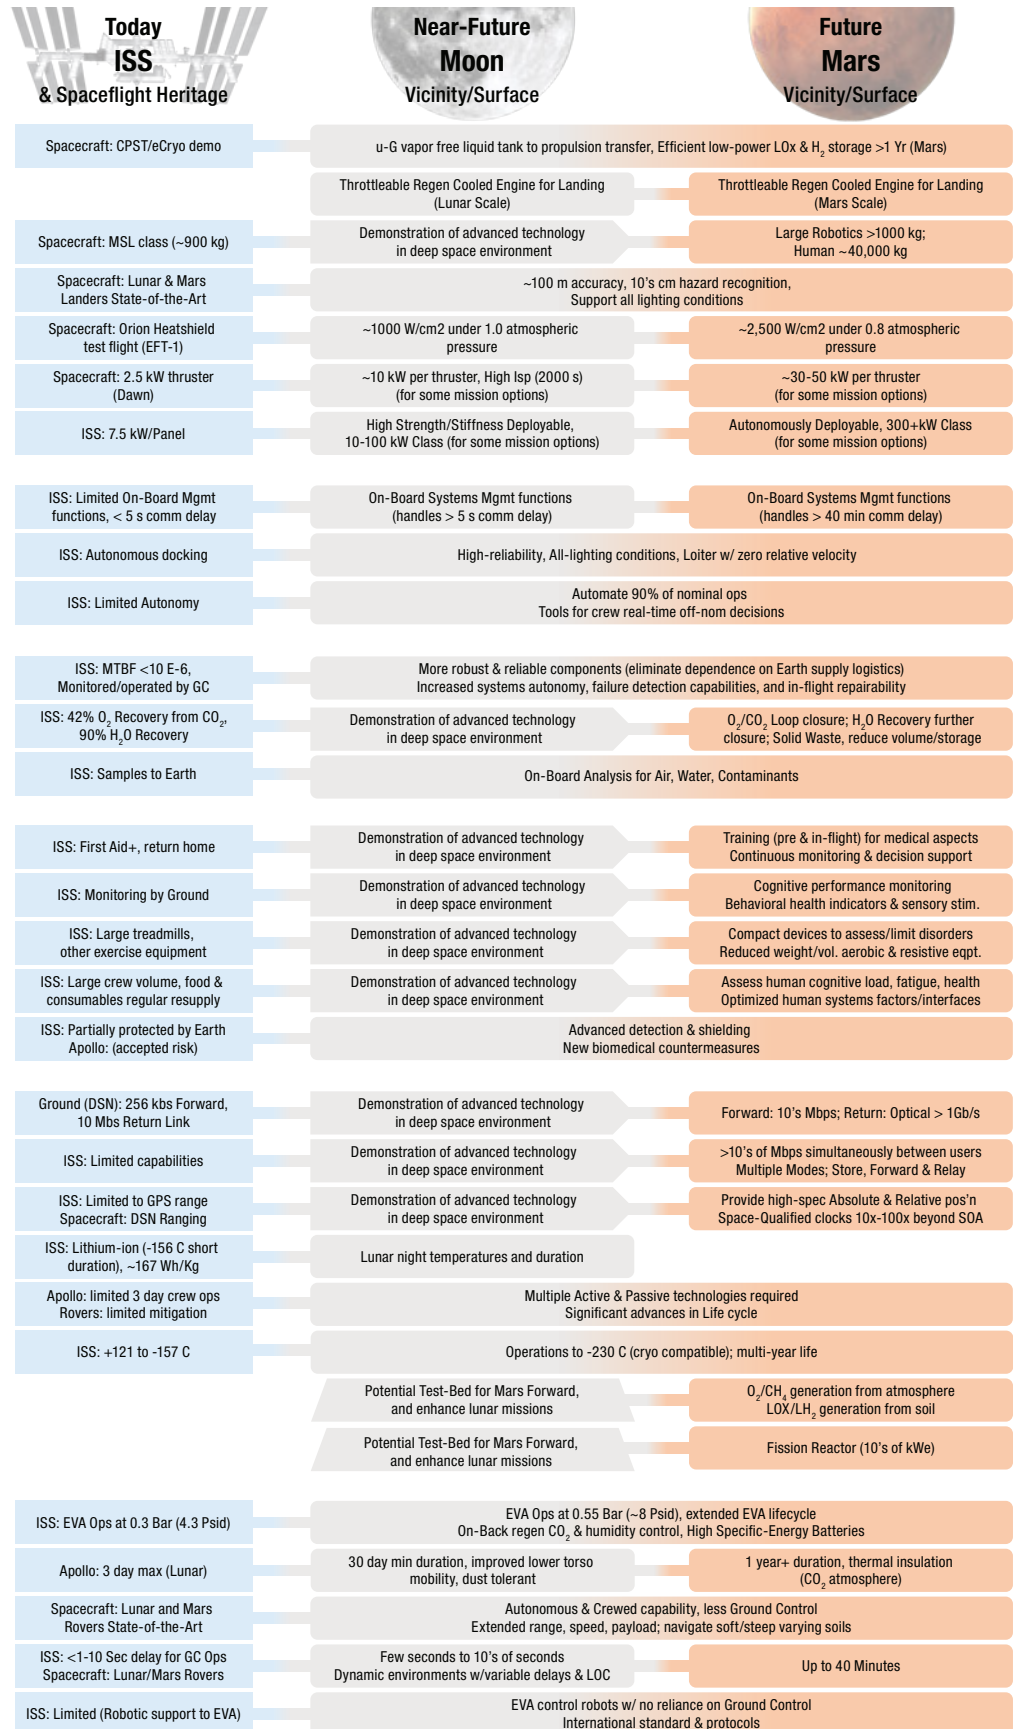 Today
ISS
& Spaceflight Heritage
Near-Future
Moon
Vicinity/Surface
Future
Mars
Vicinity/Surface
Spacecraft: CPST/eCryo demo
u-G vapor free liquid tank to propulsion transfer, Efficient low-power LOx & H2 storage >1 Yr (Mars)
Throttleable Regen Cooled Engine for Landing
(Lunar Scale)
Throttleable Regen Cooled Engine for Landing
(Mars Scale)
Spacecraft: MSL class (~900 kg)
Demonstration of advanced technology
in deep space environment
Large Robotics >1000 kg;
Human ~40,000 kg
Spacecraft: Lunar & Mars
Landers State-of-the-Art
~100 m accuracy, 10's cm hazard recognition,
Support all lighting conditions
Spacecraft: Orion Heatshield
test flight (EFT-1)
~1000 W/cm2 under 1.0 atmospheric
pressure
~2,500 W/cm2 under 0.8 atmospheric
pressure
Spacecraft: 2.5 kW thruster
(Dawn)
~10 kW per thruster, High Isp (2000 s)
(for some mission options)
~30-50 kW per thruster
(for some mission options)
ISS: 7.5 kW/Panel
High Strength/Stiffness Deployable,
10-100 kW Class (for some mission options)
Autonomously Deployable, 300+kW Class
(for some mission options)
ISS: Limited On-Board Mgmt
functions, < 5 s comm delay
On-Board Systems Mgmt functions
(handles > 5 s comm delay)
On-Board Systems Mgmt functions
(handles > 40 min comm delay)
ISS: Autonomous docking
High-reliability, All-lighting conditions, Loiter w/ zero relative velocity
ISS: Limited Autonomy
Automate 90% of nominal ops
Tools for crew real-time off-nom decisions
ISS: MTBF <10 E-6,
Monitored/operated by GC
More robust & reliable components (eliminate dependence on Earth supply logistics)
Increased systems autonomy, failure detection capabilities, and in-flight repairability
ISS: 42% O2 Recovery from CO2,
90% H2O Recovery
Demonstration of advanced technology
in deep space environment
O2/CO2 Loop closure; H2O Recovery further
closure; Solid Waste, reduce volume/storage
ISS: Samples to Earth
On-Board Analysis for Air, Water, Contaminants
ISS: First Aid+, return home
Demonstration of advanced technology
in deep space environment
Training (pre & in-flight) for medical aspects
Continuous monitoring & decision support
ISS: Monitoring by Ground
Demonstration of advanced technology
in deep space environment
Cognitive performance monitoring
Behavioral health indicators & sensory stim.
ISS: Large treadmills,
other exercise equipment
Demonstration of advanced technology
in deep space environment
Compact devices to assess/limit disorders
Reduced weight/vol. aerobic & resistive eqpt.
ISS: Large crew volume, food &
consumables regular resupply
Demonstration of advanced technology
in deep space environment
Assess human cognitive load, fatigue, health
Optimized human systems factors/interfaces
ISS: Partially protected by Earth
Apollo: (accepted risk)
Advanced detection & shielding
New biomedical countermeasures
Ground (DSN): 256 kbs Forward,
10 Mbs Return Link
Demonstration of advanced technology
in deep space environment
Forward: 10's Mbps; Return: Optical > 1Gb/s
ISS: Limited capabilities
Demonstration of advanced technology
in deep space environment
>10's of Mbps simultaneously between users
Multiple Modes; Store, Forward & Relay
ISS: Limited to GPS range
Spacecraft: DSN Ranging
Demonstration of advanced technology
in deep space environment
Provide high-spec Absolute & Relative pos'n
Space-Qualified clocks 10x-100x beyond SOA
ISS: Lithium-ion (-156 C short
duration), ~167 Wh/Kg
Lunar night temperatures and duration
Apollo: limited 3 day crew ops
Rovers: limited mitigation
Multiple Active & Passive technologies required
Significant advances in Life cycle
ISS: +121 to -157 C
Operations to -230 C (cryo compatible); multi-year life
Potential Test-Bed for Mars Forward,
and enhance lunar missions
O2/CH4 generation from atmosphere
LOX/LH2 generation from soil
Potential Test-Bed for Mars Forward,
and enhance lunar missions
Fission Reactor (10's of kWe)
ISS: EVA Ops at 0.3 Bar (4.3 Psid)
EVA Ops at 0.55 Bar (~8 Psid), extended EVA lifecycle
On-Back regen CO2 & humidity control, High Specific-Energy Batteries
Apollo: 3 day max (Lunar)
30 day min duration, improved lower torso
mobility, dust tolerant
1 year+ duration, thermal insulation
(CO2 atmosphere)
Spacecraft: Lunar and Mars
Rovers State-of-the-Art
Autonomous & Crewed capability, less Ground Control
Extended range, speed, payload; navigate soft/steep varying soils
ISS: <1-10 Sec delay for GC Ops
Spacecraft: Lunar/Mars Rovers
Few seconds to 10's of seconds
Dynamic environments w/variable delays & LOC
Up to 40 Minutes
ISS: Limited (Robotic support to EVA)
EVA control robots w/ no reliance on Ground Control
International standard & protocols